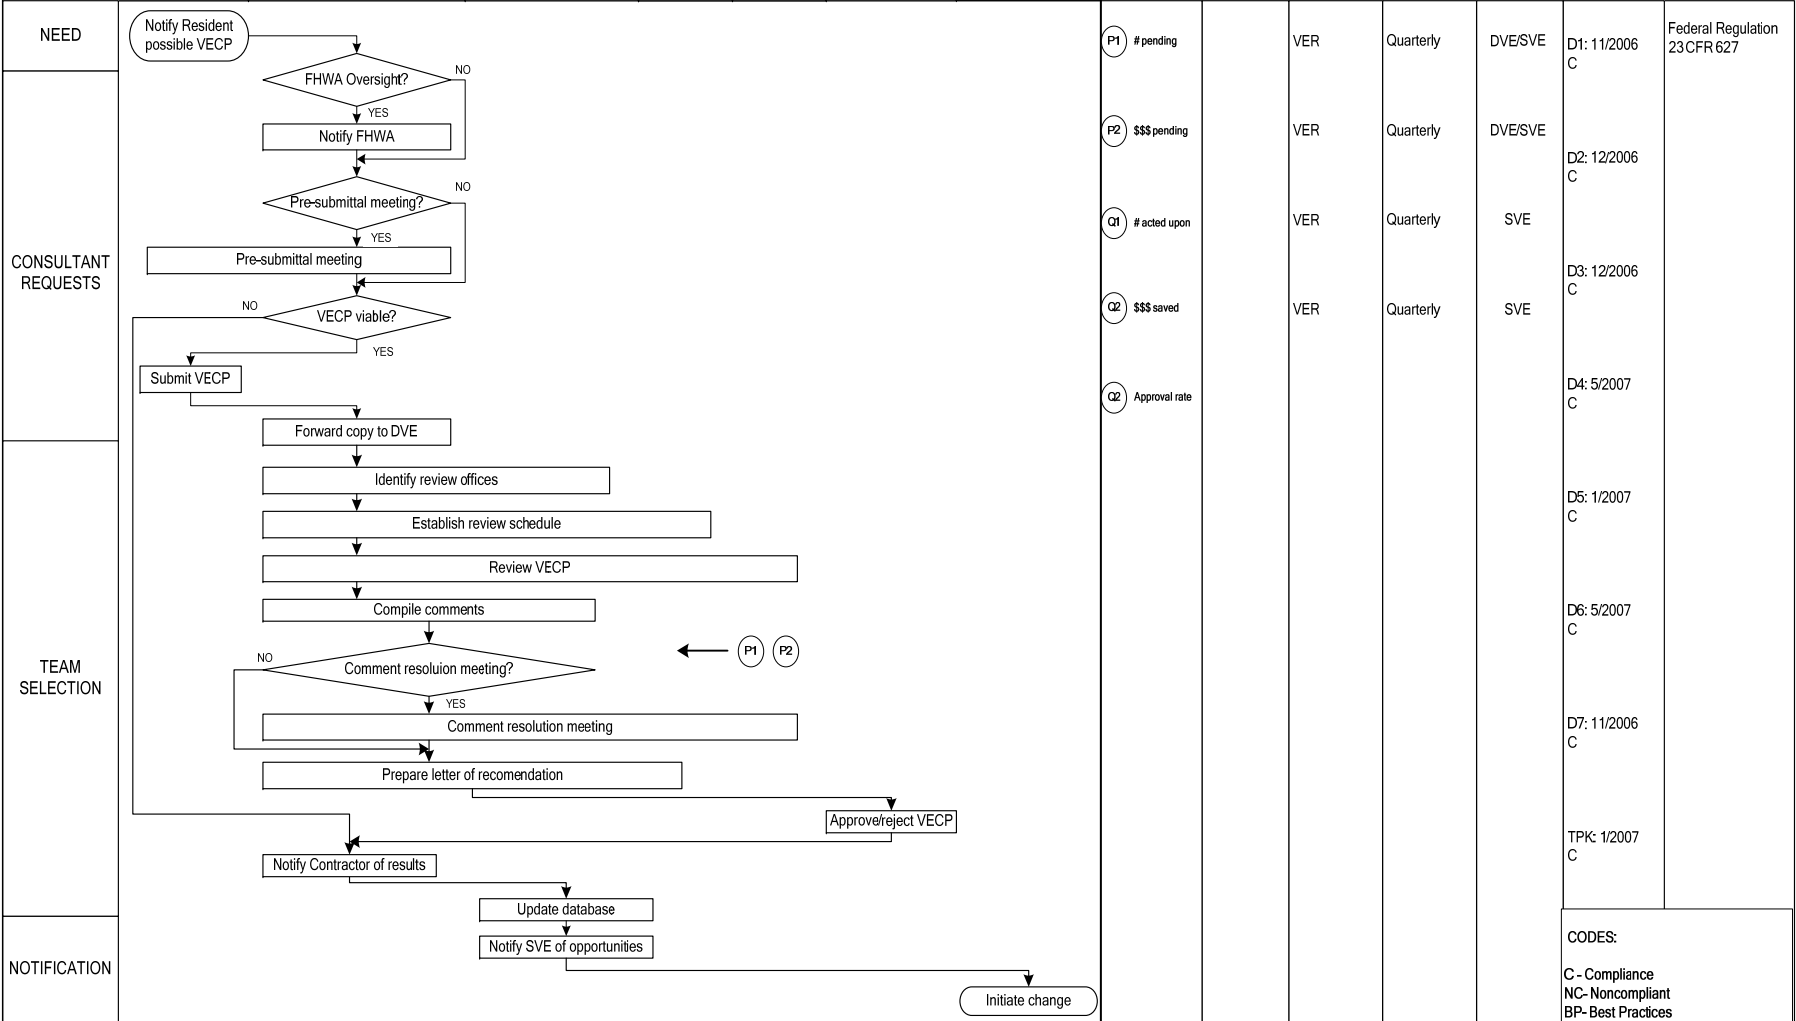 NEED
CONSULTANT
REQUESTS
TEAM
SELECTION
NOTIFICATION
Notify Resident
possible VECP
FHWA Oversight?
NO
YES
Notify FHWA
Pre-submittal meeting?
NO
YES
Pre-submittal meeting
NO
VECP viable?
YES
Submit VECP
Forward copy to DVE
Identify review offices
Establish review schedule
Review VECP
Compile comments
NO
Comment resoluion meeting?
P1
P2
YES
Comment resolution meeting
Prepare letter of recomendation
Approve/reject VECP
Notify Contractor of results
Update database
Notify SVE of opportunities
Initiate change
P1 # pending
VER
Quarterly
DVE/SVE
P2 $$$ pending
VER
Quarterly
DVE/SVE
Q1 # acted upon
VER
Quarterly
SVE
Q2 $$$ saved
VER
Quarterly
SVE
Q2 Approval rate
D1: 11/2006
C
D2: 12/2006
C
D3: 12/2006
C
D4: 5/2007
C
D5: 1/2007
C
D6: 5/2007
C
D7: 11/2006
C
TPK: 1/2007
C
Federal Regulation
23 CFR 627
CODES:
C - Compliance
NC- Noncompliant
BP- Best Practices